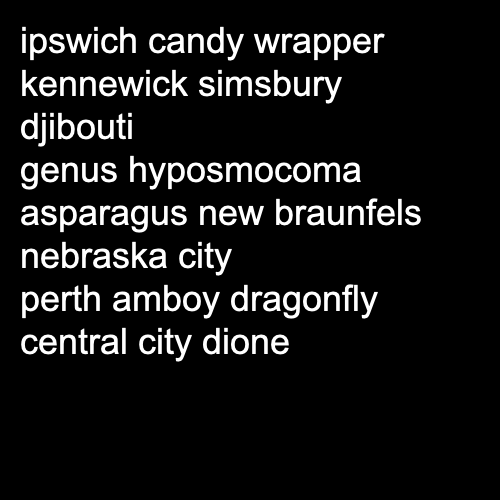 ipswich candy wrapper
kennewick simsbury
djibouti
genus hyposmocoma
asparagus new braunfels
nebraska city
perth amboy dragonfly
central city dione